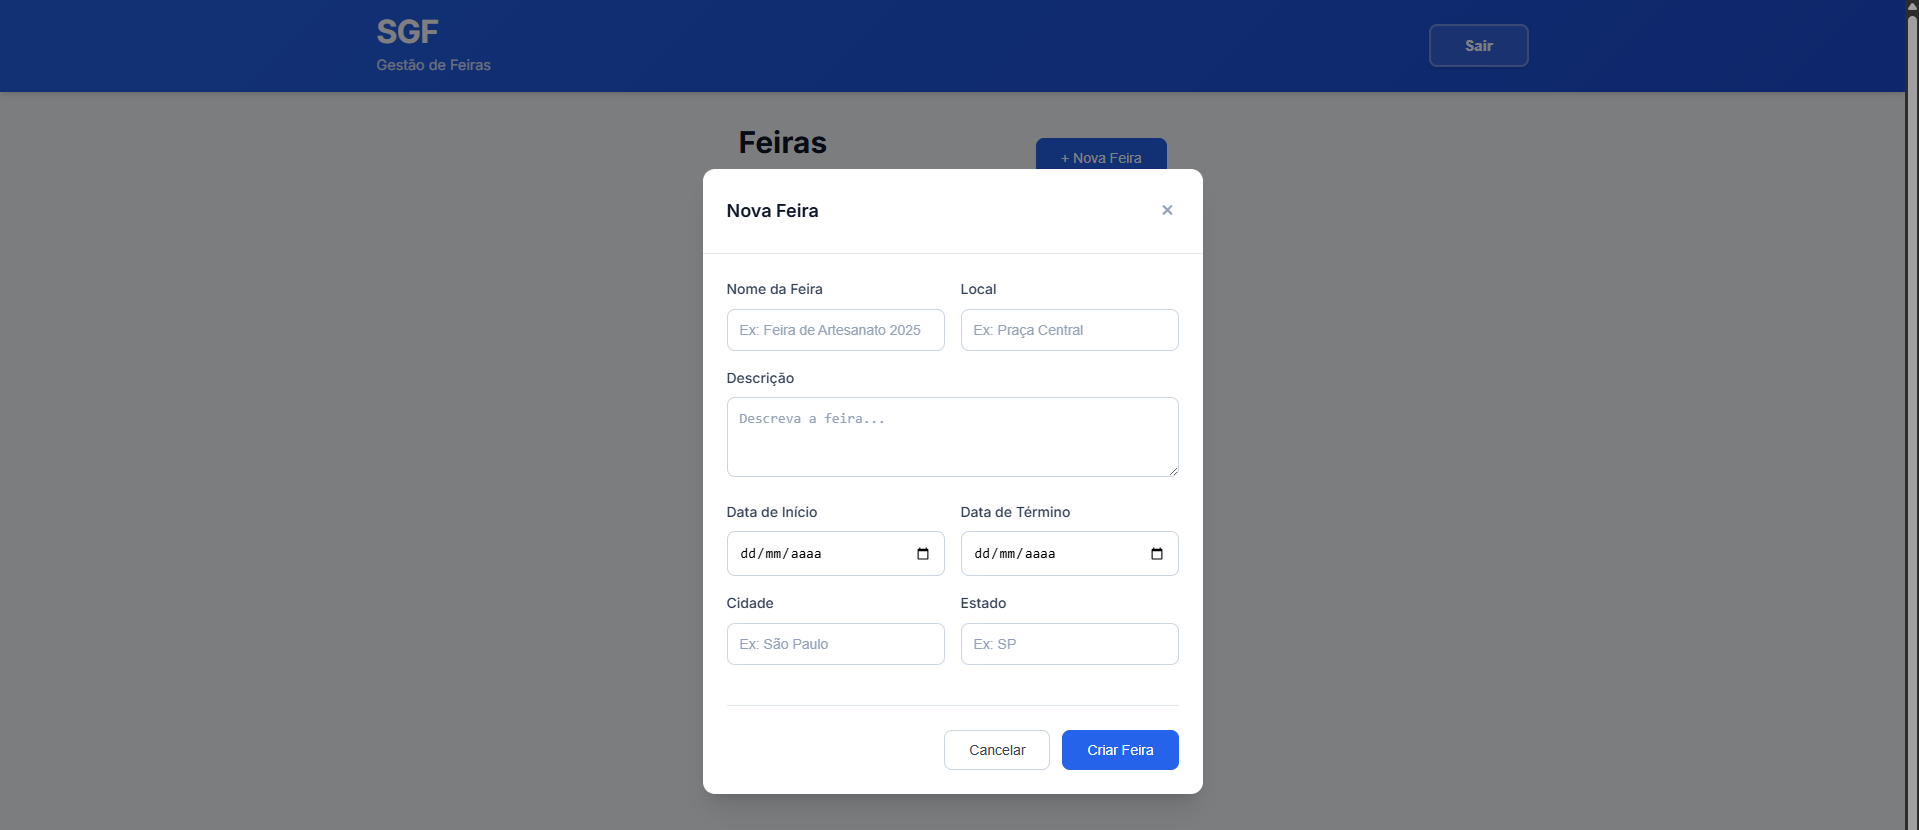 SGF
Gestão de Feiras
Sair
Feiras
+ Nova Feira
Nova Feira
×
Nome da Feira
Local
Ex: Feira de Artesanato 2025
Ex: Praça Central
Descrição
Descreva a feira...
Data de Início
Data de Término
dd/mm/aaaa
dd/mm/aaaa
Cidade
Estado
Ex: São Paulo
Ex: SP
Cancelar
Criar Feira